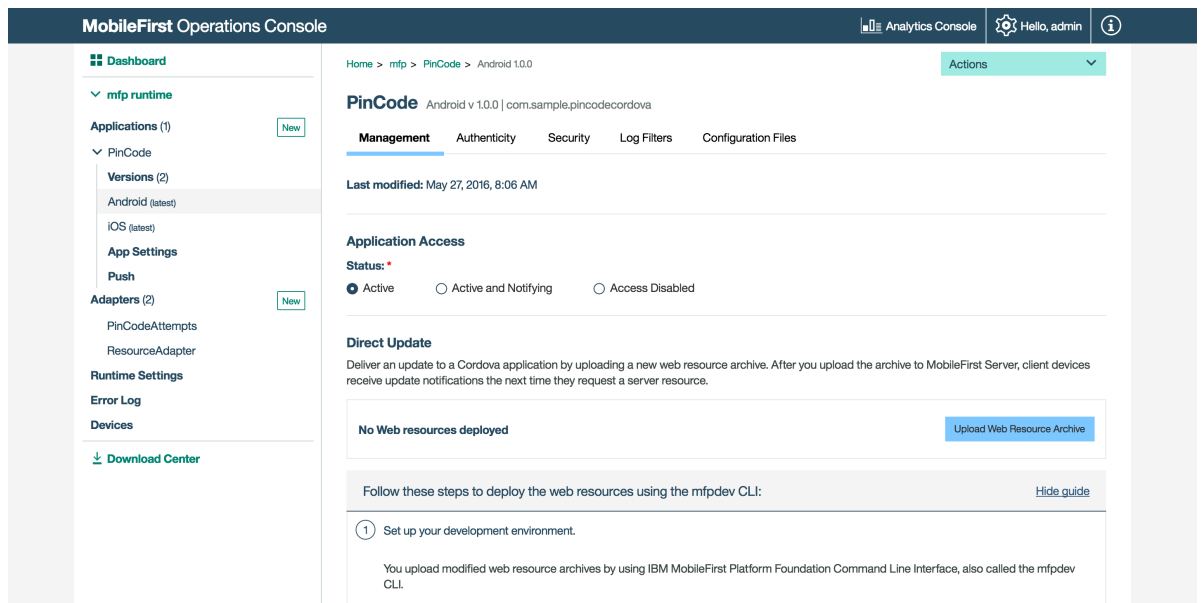 MobileFirst Operations Console
Analytics Console
Hello, admin
Dashboard
mfp runtime
Applications (1)
New
PinCode
Versions (2)
Android (latest)
iOS (latest)
App Settings
Push
Adapters (2)
New
PinCodeAttempts
ResourceAdapter
Runtime Settings
Error Log
Devices
Download Center
Home > mfp > PinCode > Android 1.0.0
Actions
PinCode Android v 1.0.0 | com.sample.pincodecordova
Management Authenticity Security Log Filters Configuration Files
Last modified: May 27, 2016, 8:06 AM
Application Access
Status: *
Active Active and Notifying Access Disabled
Direct Update
Deliver an update to a Cordova application by uploading a new web resource archive. After you upload the archive to MobileFirst Server, client devices
receive update notifications the next time they request a server resource.
No Web resources deployed
Upload Web Resource Archive
Follow these steps to deploy the web resources using the mfpdev CLI:
Hide guide
1 Set up your development environment.
You upload modified web resource archives by using IBM MobileFirst Platform Foundation Command Line Interface, also called the mfpdev
CLI.